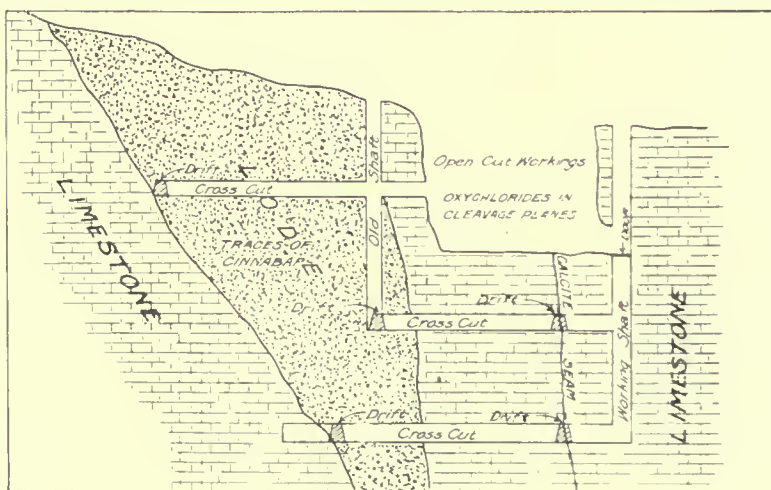 Shaft
Open Cut Workings
Drift
LODE
Cross Cut
OXYCHLORIDES IN
CLEAVAGE PLANES
LIMESTONE
Old
TRACES OF
CINNABAR
CALCITE
SEAM
Drift
Cross Cut
Working Shaft
LIMESTONE
Drift
Drift
Cross Cut